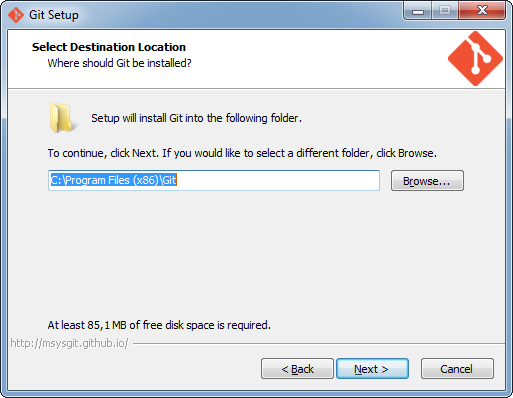 Git Setup
Select Destination Location
Where should Git be installed?
Setup will install Git into the following folder.
To continue, click Next. If you would like to select a different folder, click Browse.
C:\Program Files (x86)\Git
Browse...
At least 85,1 MB of free disk space is required.
http://msysgit.github.io/
< Back
Next >
Cancel